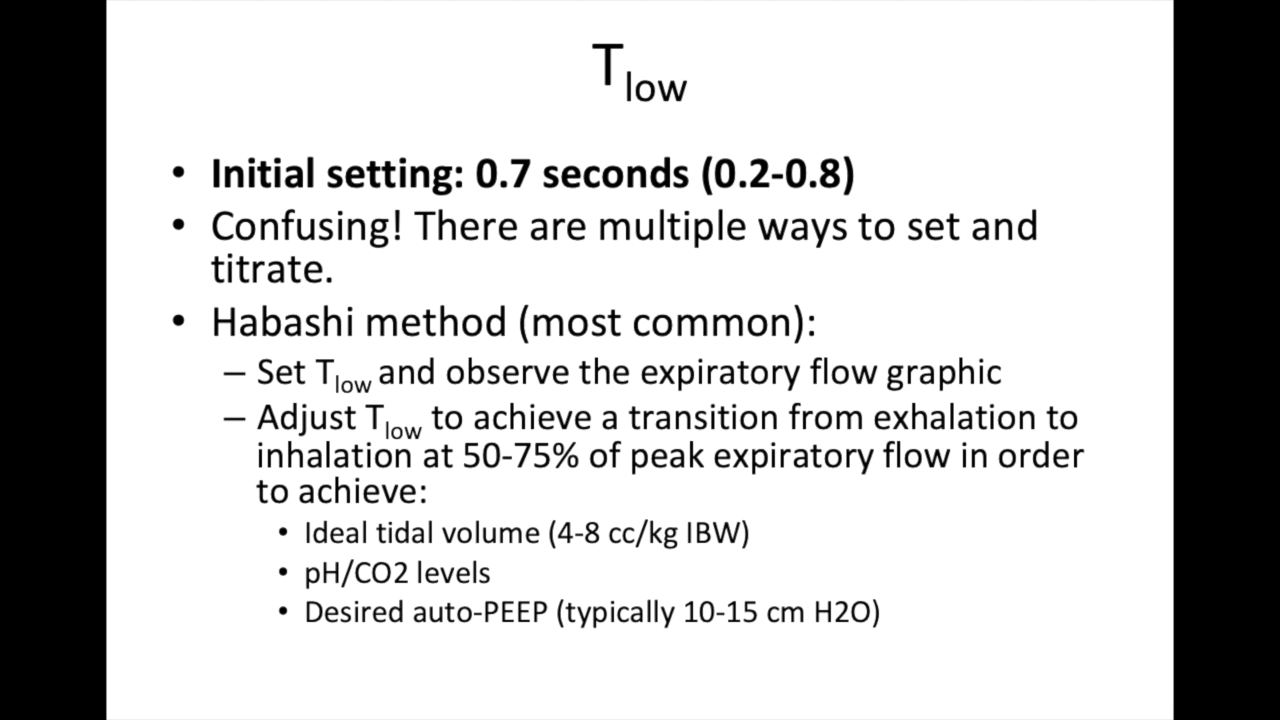 Tlow
• Initial setting: 0.7 seconds (0.2-0.8)
• Confusing! There are multiple ways to set and
titrate.
• Habashi method (most common):
– Set Tlow and observe the expiratory flow graphic
– Adjust Tlow to achieve a transition from exhalation to
inhalation at 50-75% of peak expiratory flow in order
to achieve:
• Ideal tidal volume (4-8 cc/kg IBW)
• pH/CO2 levels
• Desired auto-PEEP (typically 10-15 cm H2O)